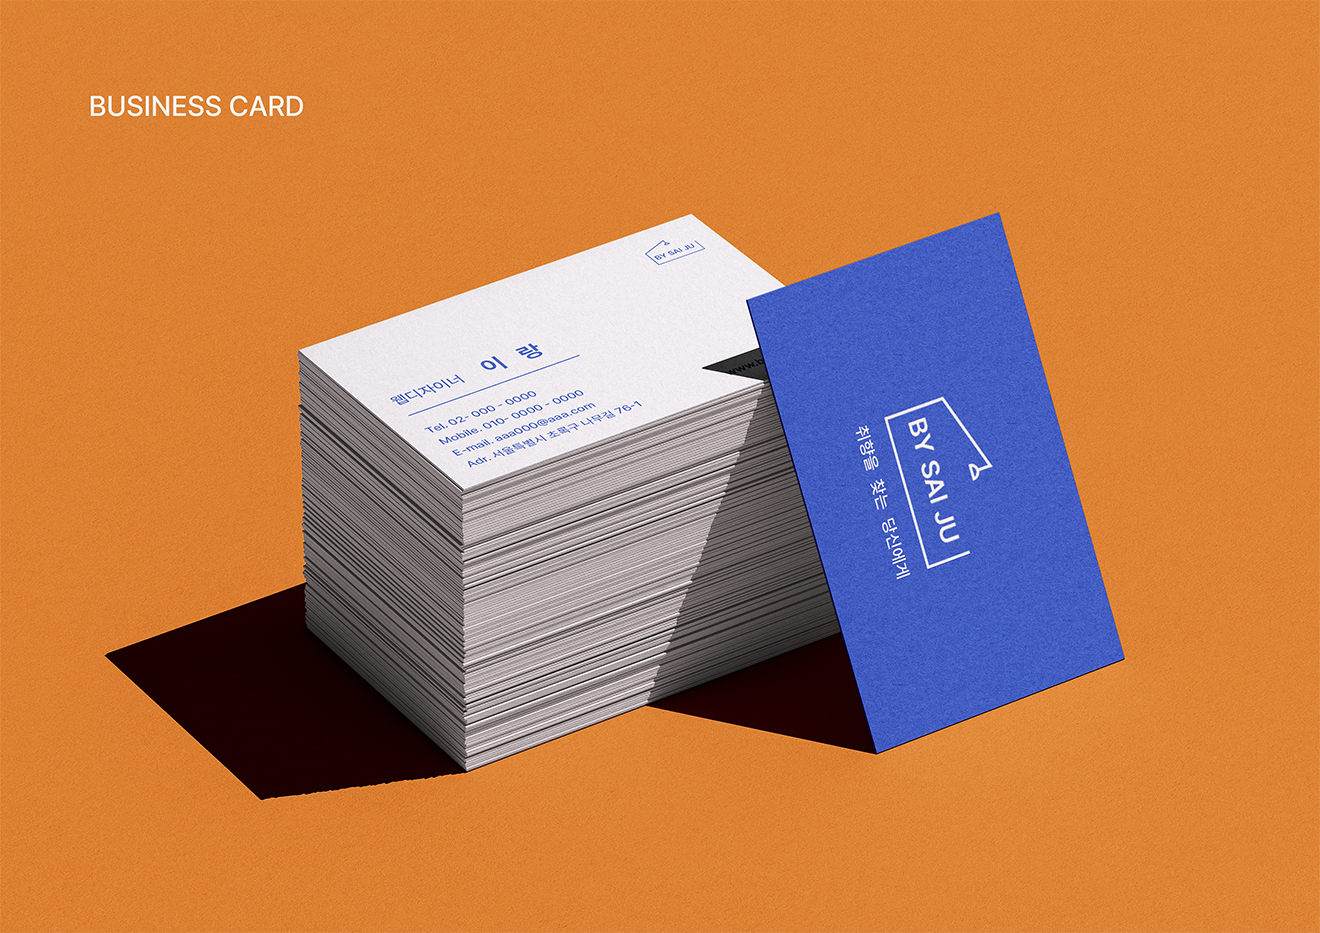 BUSINESS CARD
BY SAI JU
웹디자이너 이 랑
Tel. 02- 000 - 0000
Mobile. 010- 0000 - 0000
E-mail. aaa000@aaa.com
Adr. 서울특별시 초록구 나무길 76-1
BY SAI JU
취향을 찾는 당신에게